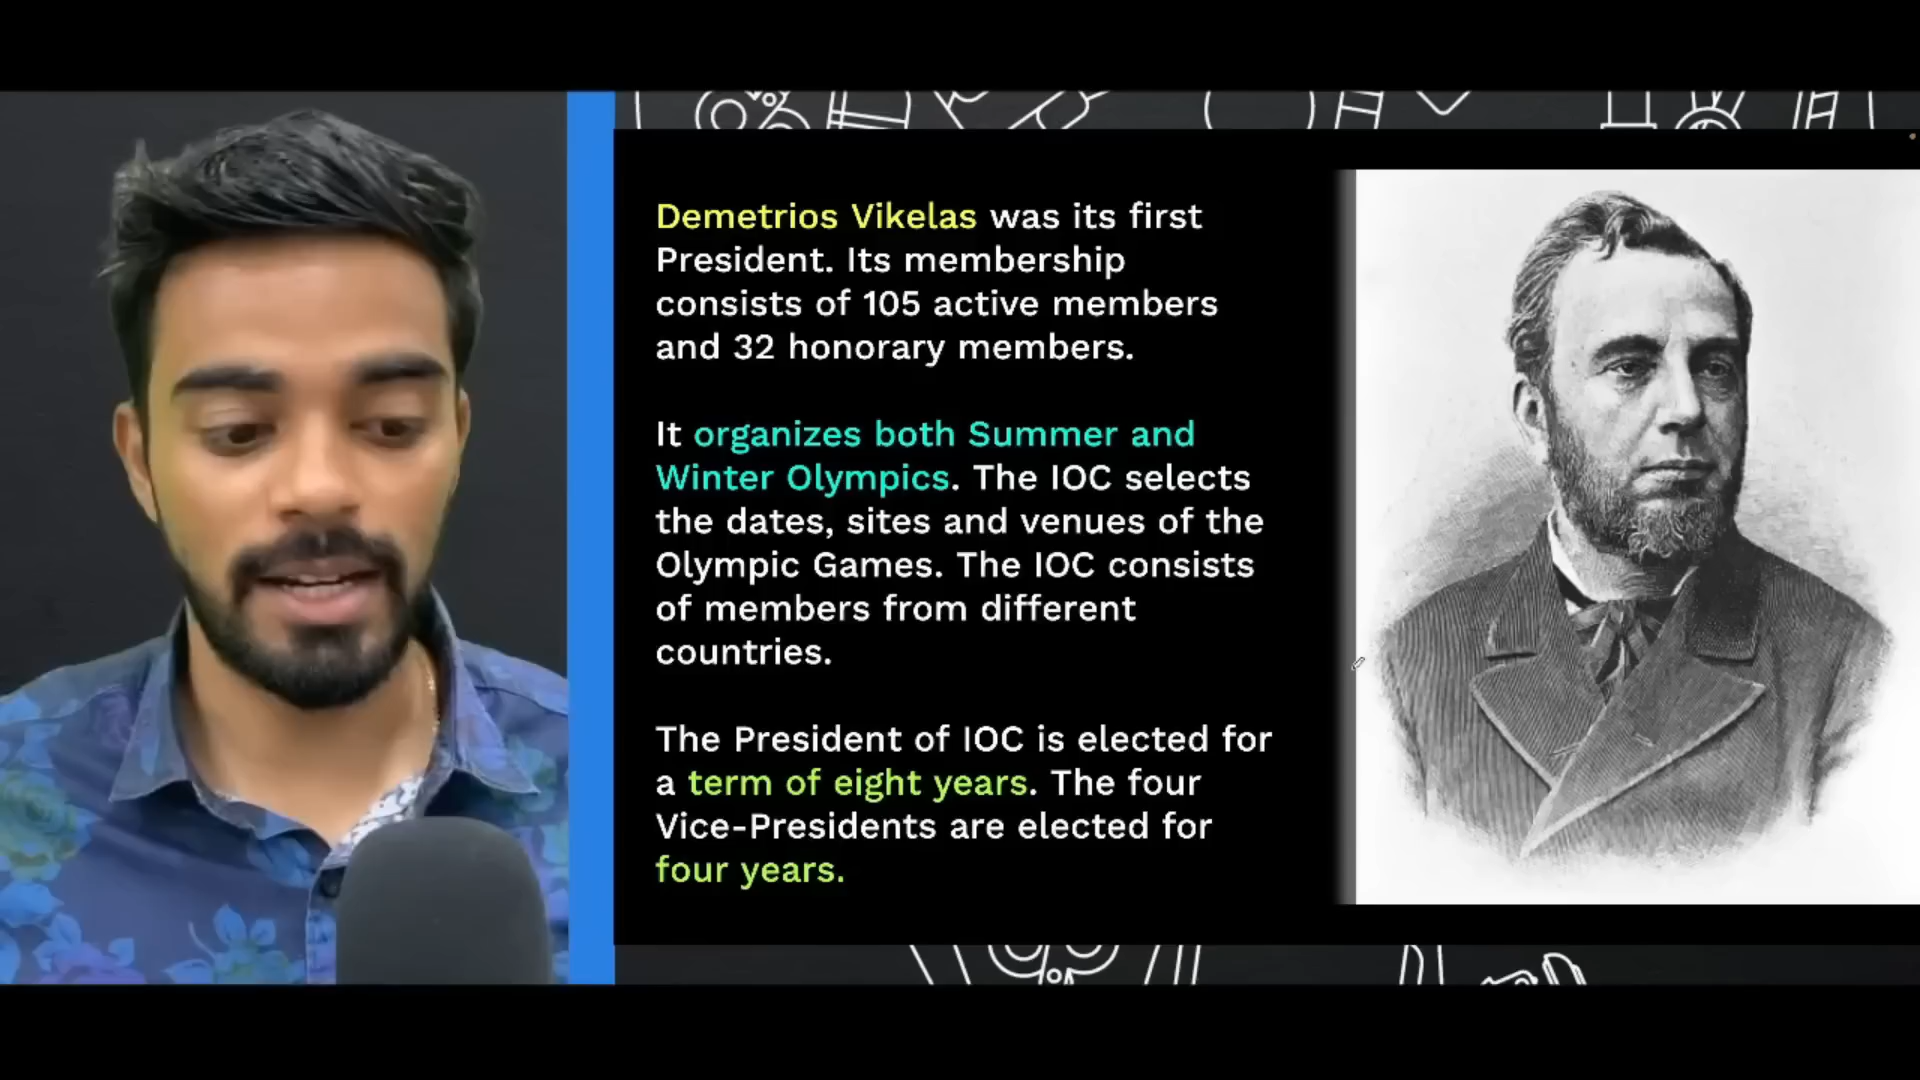 Demetrios Vikelas was its first
President. Its membership
consists of 105 active members
and 32 honorary members.
It organizes both Summer and
Winter Olympics. The IOC selects
the dates, sites and venues of the
Olympic Games. The IOC consists
of members from different
countries.
The President of IOC is elected for
a term of eight years. The four
Vice-Presidents are elected for
four years.